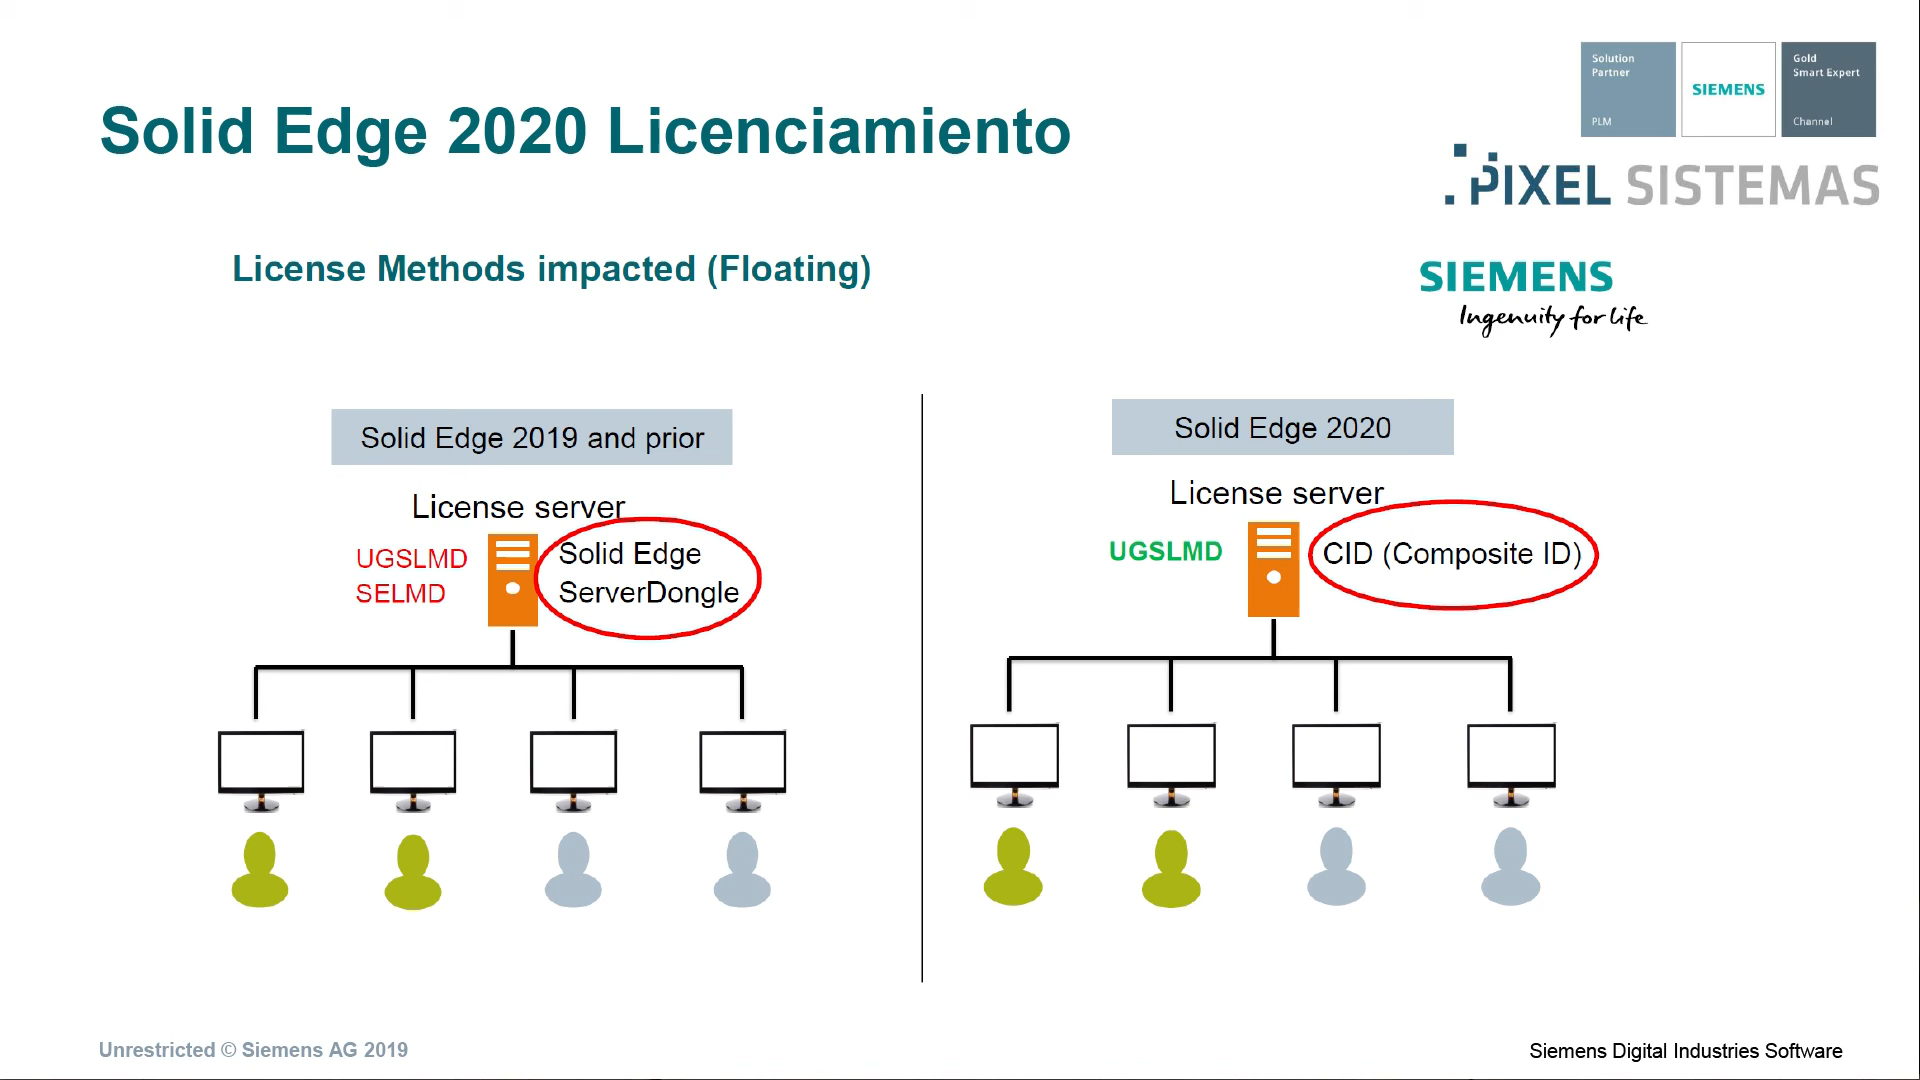 Solution
Partner
PLM
SIEMENS
Gold
Smart Expert
Channel
Solid Edge 2020 Licenciamiento
PIXEL SISTEMAS
License Methods impacted (Floating)
SIEMENS
Ingenuity for life
Solid Edge 2019 and prior
License server
UGSLMD
SELMD
Solid Edge
ServerDongle
Solid Edge 2020
License server
UGSLMD
CID (Composite ID)
Unrestricted © Siemens AG 2019
Siemens Digital Industries Software